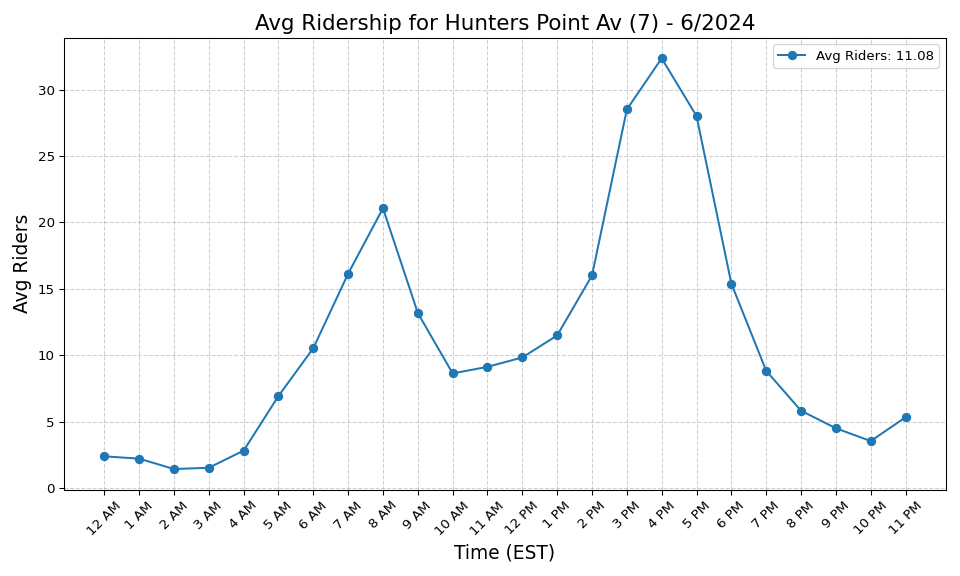 Avg Ridership for Hunters Point Av (7) - 6/2024
Avg Riders: 11.08
Avg Riders
30
25
20
15
10
5
0
12 AM
1 AM
2 AM
3 AM
4 AM
5 AM
6 AM
7 AM
8 AM
9 AM
10 AM
11 AM
12 PM
1 PM
2 PM
3 PM
4 PM
5 PM
6 PM
7 PM
8 PM
9 PM
10 PM
11 PM
Time (EST)